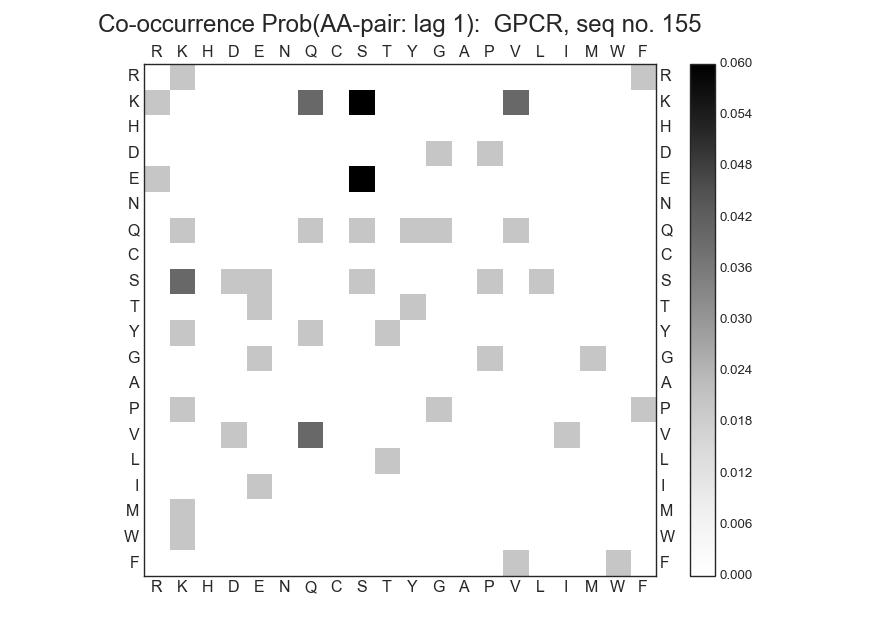 Co-occurrence Prob(AA-pair: lag 1):  GPCR, seq no. 155
R K H D E N Q C S T Y G A P V L I M W F
R R
K K
H H
D D
E E
N N
Q Q
C C
S S
T T
Y Y
G G
A A
P P
V V
L L
I I
M M
W W
F F
R K H D E N Q C S T Y G A P V L I M W F
0.060
0.054
0.048
0.042
0.036
0.030
0.024
0.018
0.012
0.006
0.000